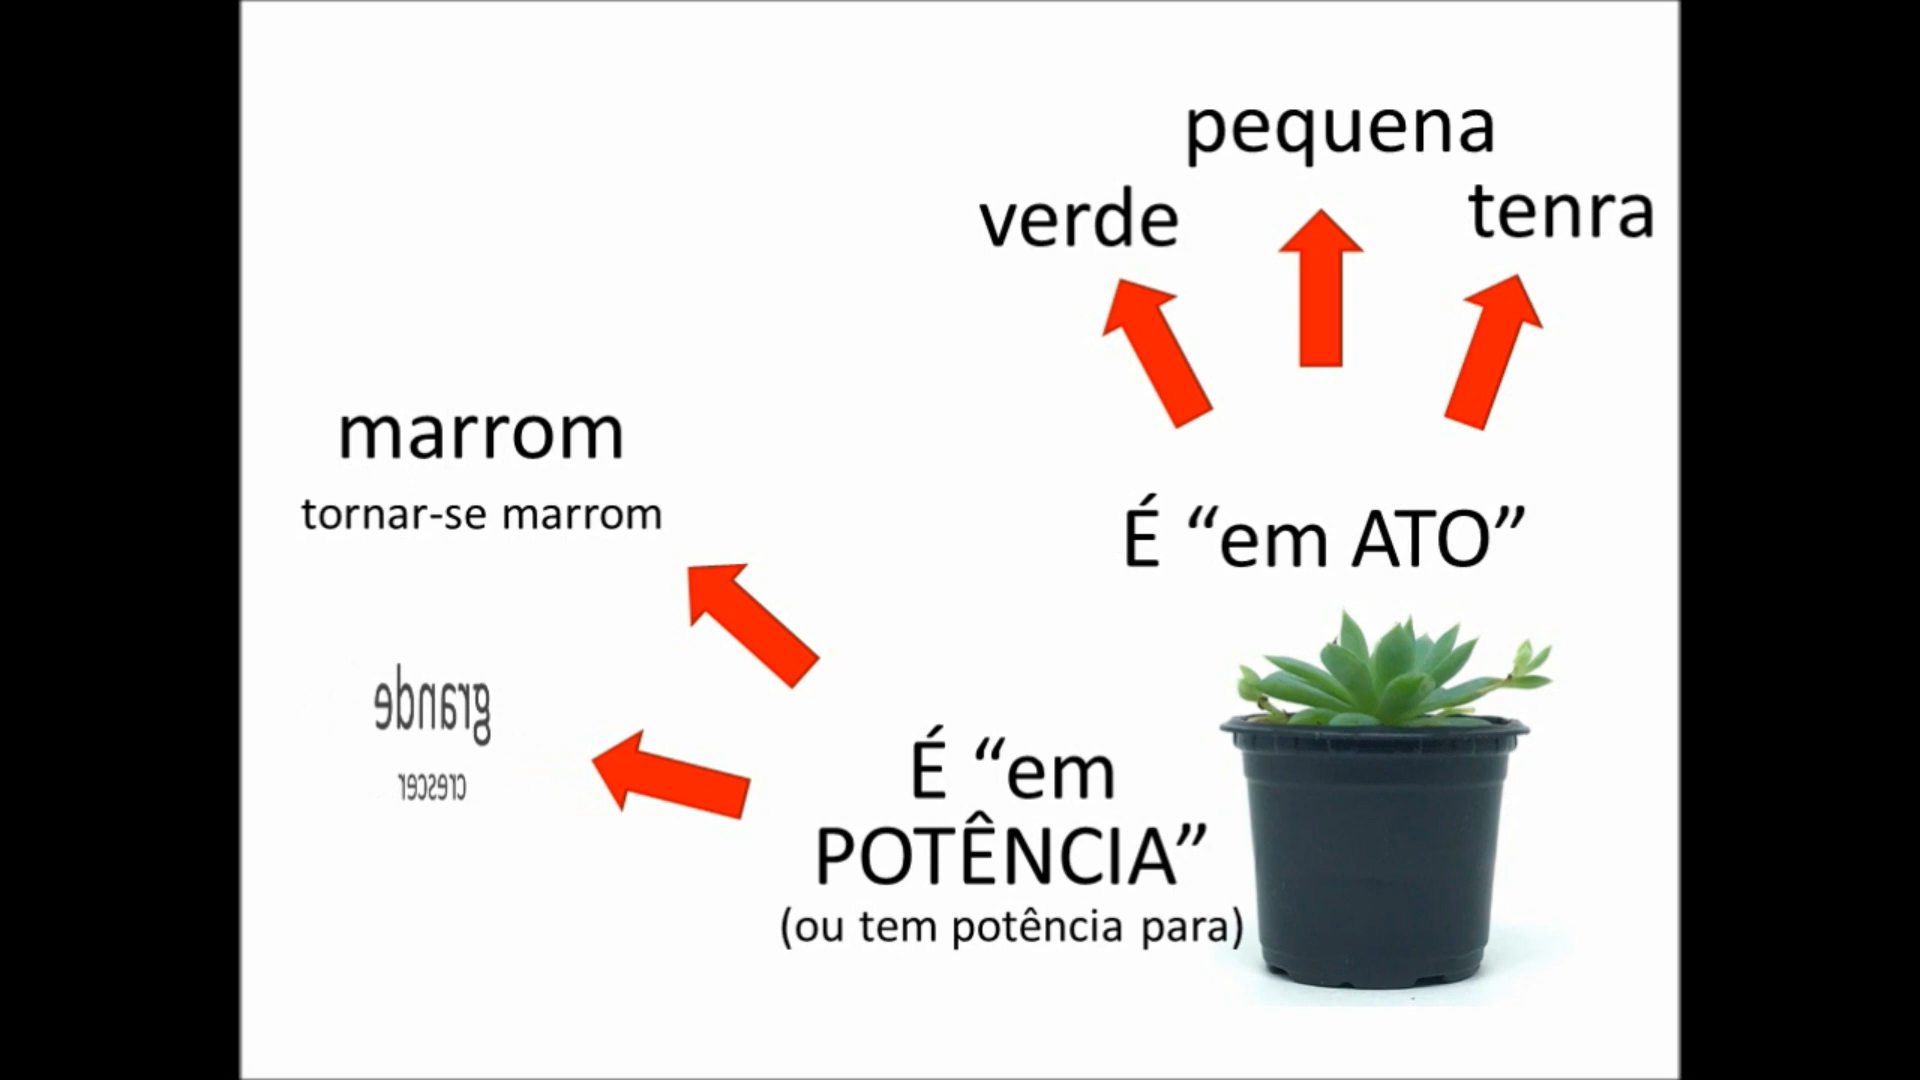 pequena
verde
tenra
marrom
tornar-se marrom
É “em ATO”
grande
crescer
É “em
POTÊNCIA”
(ou tem potência para)